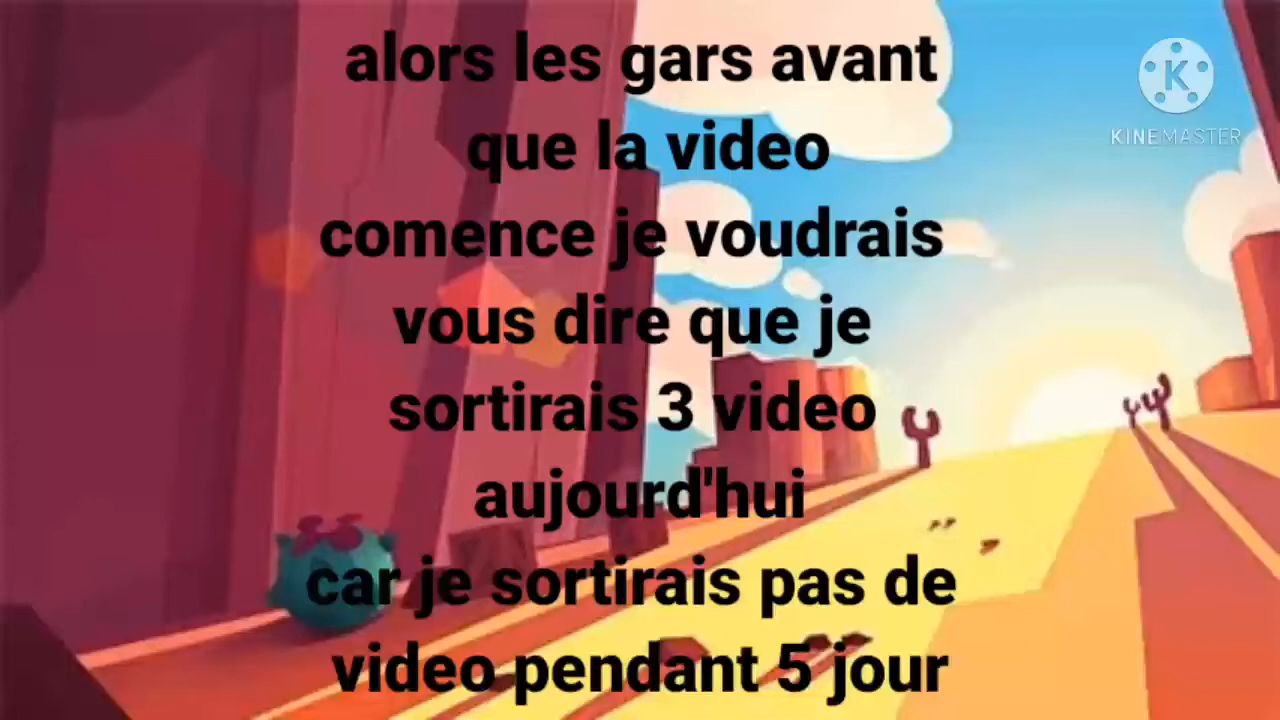 alors les gars avant
que la video
comence je voudrais
vous dire que je
sortirais 3 video
aujourd'hui
car je sortirais pas de
video pendant 5 jour
K
KINEMASTER